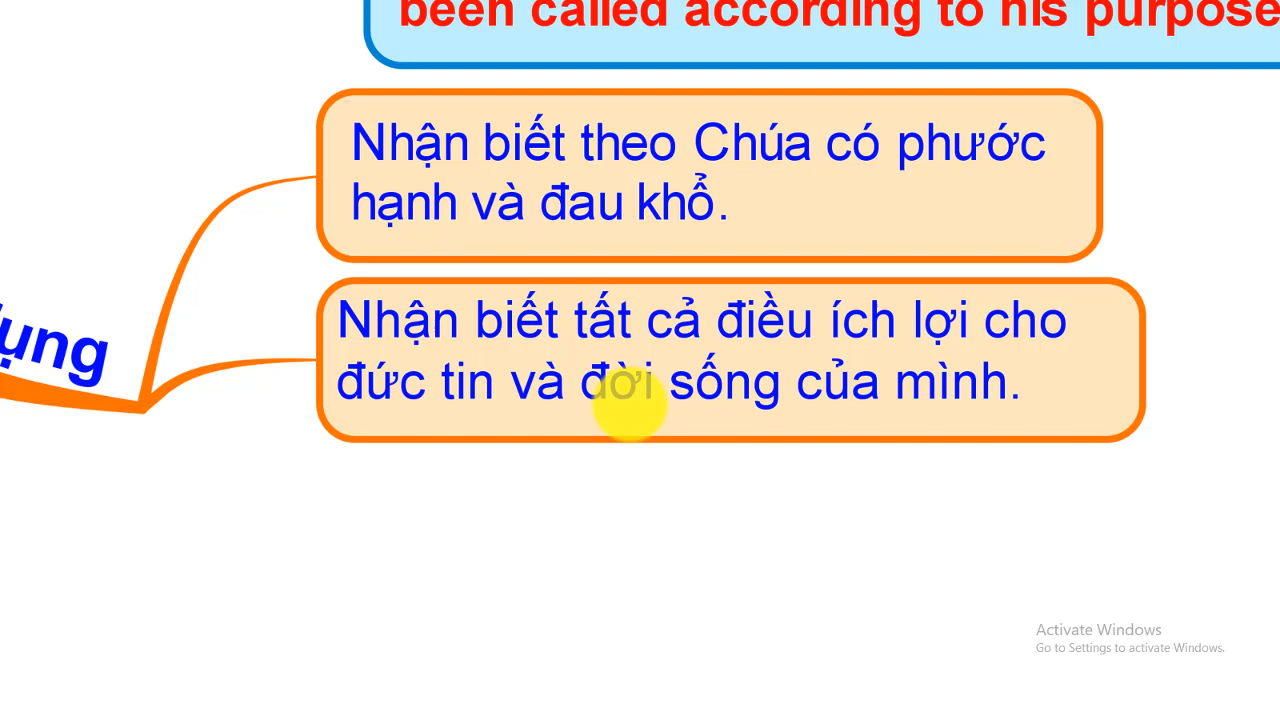 been called according to his purpose
Nhận biết theo Chúa có phước
hạnh và đau khổ.
Nhận biết tất cả điều ích lợi cho
đức tin và đời sống của mình.
Activate Windows
Go to Settings to activate Windows.